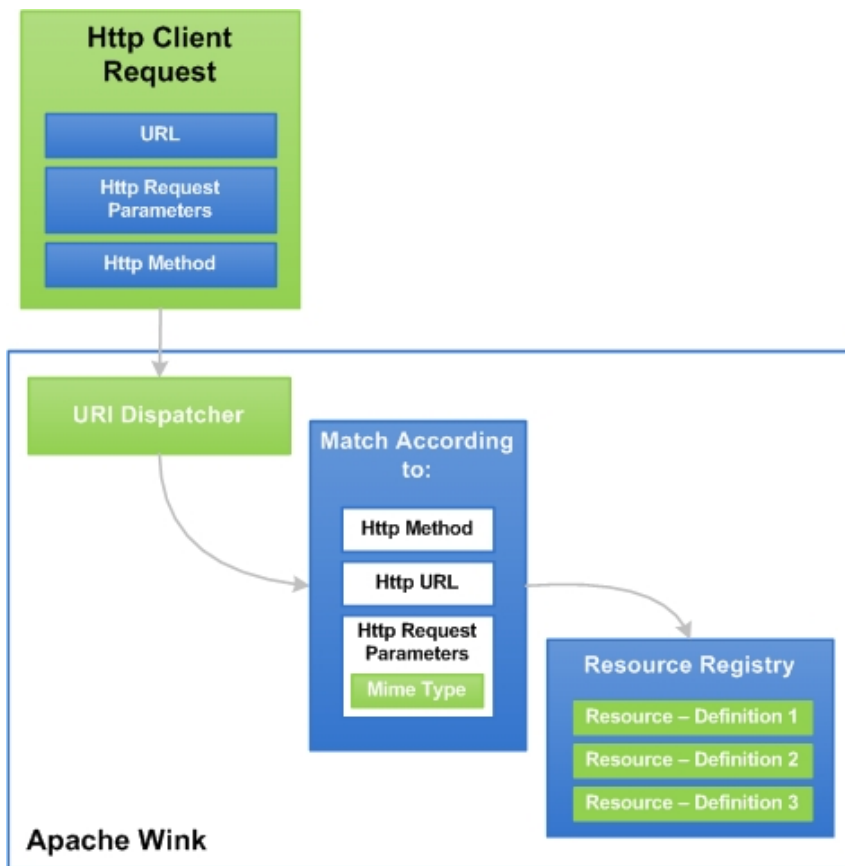 Http Client
Request
URL
Http Request
Parameters
Http Method
URI Dispatcher
Match According
to:
Http Method
Http URL
Http Request
Parameters
Mime Type
Resource Registry
Resource – Definition 1
Resource – Definition 2
Resource – Definition 3
Apache Wink